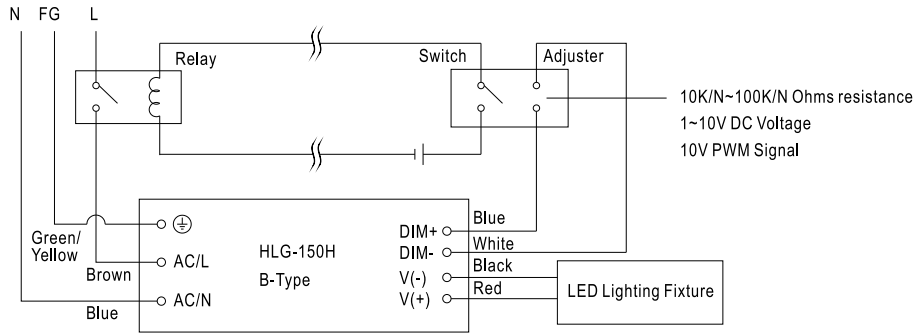 N FG L
Relay
Switch
Adjuster
10K/N~100K/N Ohms resistance
1~10V DC Voltage
10V PWM Signal
Green/
Yellow
Brown
Blue
AC/L
AC/N
HLG-150H
B-Type
DIM+
DIM-
V(-)
V(+)
Blue
White
Black
Red
LED Lighting Fixture